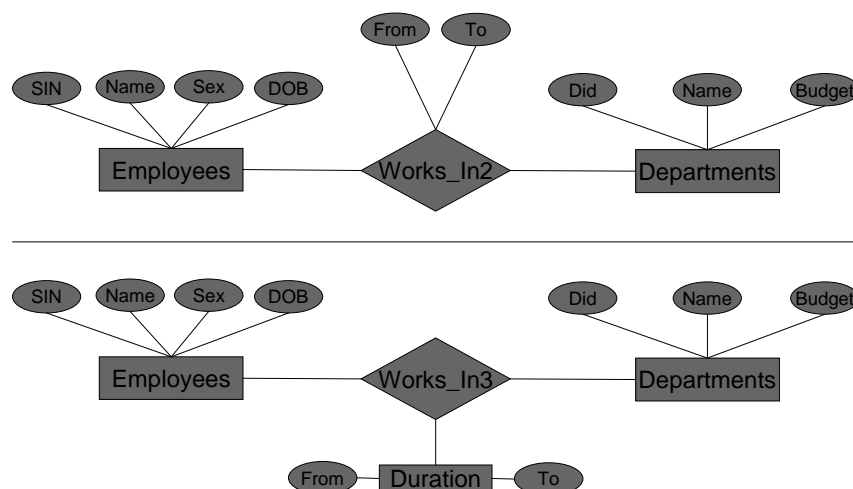 From To
SIN Name Sex DOB Did Name Budget
Employees Works_In2 Departments
SIN Name Sex DOB Did Name Budget
Employees Works_In3 Departments
From Duration To